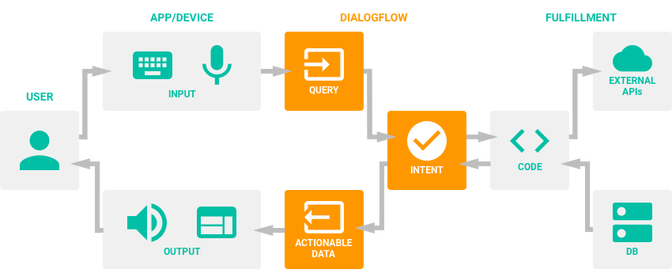 APP/DEVICE
DIALOGFLOW
FULFILLMENT
USER
INPUT
QUERY
EXTERNAL
APIs
INTENT
CODE
OUTPUT
ACTIONABLE
DATA
DB